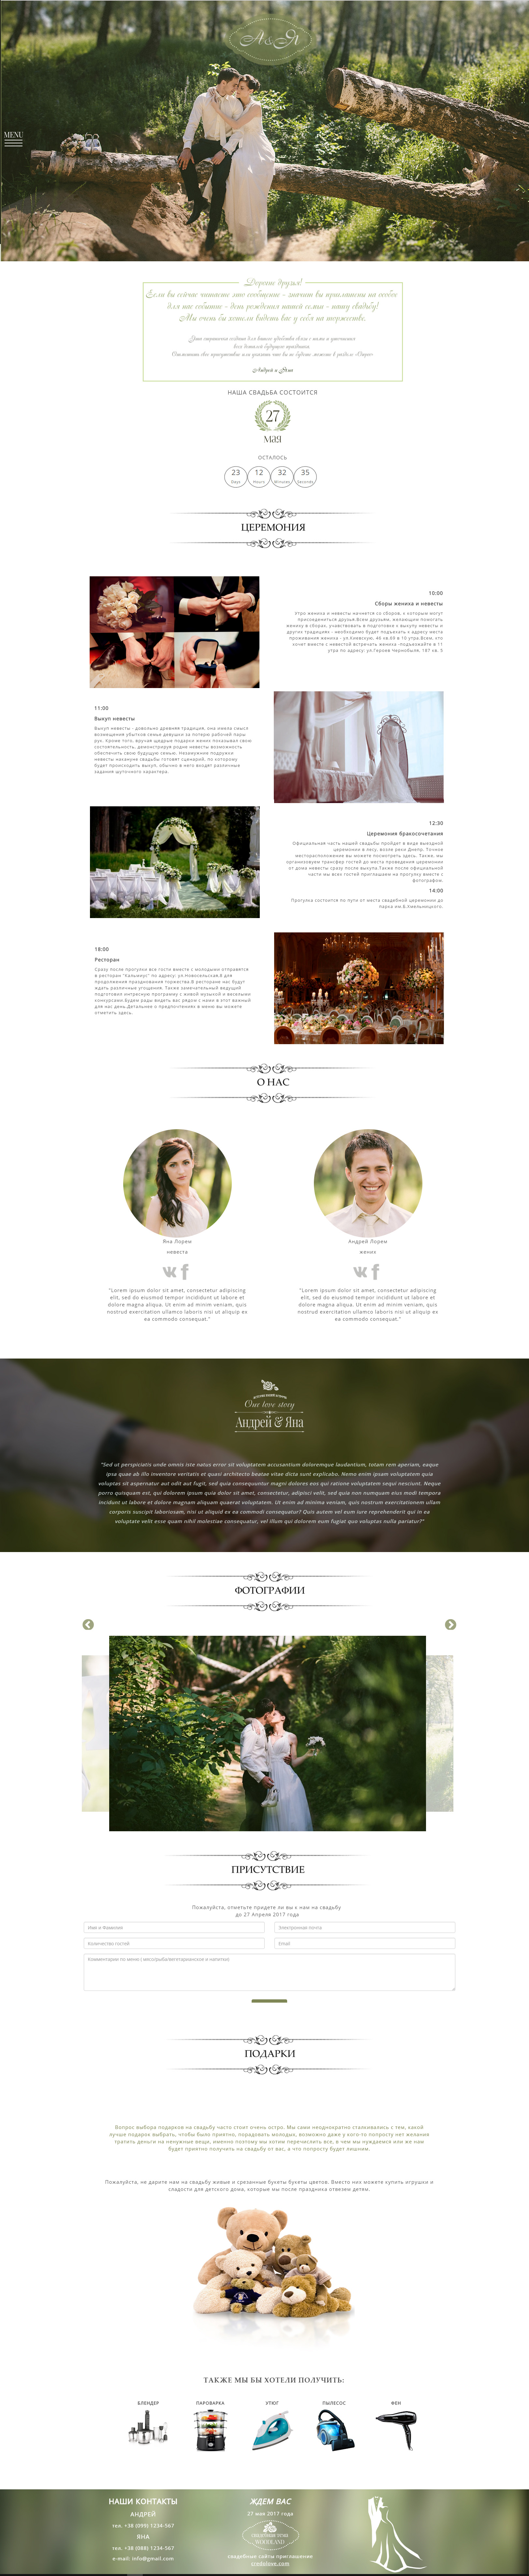 А&Я
MENU
Дорогие друзья!
Если вы сейчас читаете это сообщение - значит вы приглашены на особое
для нас событие - день рождения нашей семьи - нашу свадьбу!
Мы очень бы хотели видеть вас у себя на торжестве.
Андрей и Яна
НАША СВАДЬБА СОСТОИТСЯ
27
МАЯ
ОСТАЛОСЬ
23 12 32 35
Days Hours Minutes Seconds
ЦЕРЕМОНИЯ
10:00
Сборы жениха и невесты
Утро жениха и невесты начнется со сборов, к которым могут
присоединиться друзья.Всем друзьям, желающим помогать
жениху в сборах, учавствовать в подготовке к выкупу невесты и
других традициях - необходимо будет подъехать к адресу места
проживания жениха - ул.Киевскую, 46 кв.69 в 10 утра.Всем, кто
хочет вместе с невестой встречать жениха -подъезжайте в 11
утра по адресу: ул.Героев Чернобыля, 187 кв. 5
11:00
Выкуп невесты
Выкуп невесты - довольно древняя традиция, она имела смысл
возмещения убытков семье девушки за потерю рабочей пары
рук. Кроме того, вручая щедрые подарки жених показывал свою
состоятельность, демонстрируя родне невесты возможность
обеспечить свою будущую семью. Незамужние подружки
невесты накануне свадьбы готовят сценарий, по которому
будет происходить выкуп, обычно в него входят различные
задания шуточного характера.
12:30
Церемония бракосочетания
Официальная часть нашей свадьбы пройдет в виде выездной
церемонии в лесу, возле реки Днепр. Точное
месторасположение вы можете посмотреть здесь. Также, мы
организовуем трансфер гостей до места проведения церемонии
от дома невесты сразу после выкупа.Также после официальной
части мы всех гостей приглашаем на прогулку вместе с
фотографом.
14:00
Прогулка состоится по пути от места свадебной церемонии до
парка им.Б.Хмельницкого.
18:00
Ресторан
Сразу после прогулки все гости вместе с молодыми отправятся
в ресторан "Кальмиус" по адресу: ул.Новосельская,8 для
продолжения празднования торжества.В ресторане нас будут
ждать различные угощения. Также замечательный ведущий
подготовил интресную программу с живой музыкой и веселыми
конкурсами.Будем рады видеть вас рядом с нами в этот важный
для нас день.Детальнее о предпочтениях в меню вы можете
отметить здесь.
О НАС
Яна Лорем
невеста
"Lorem ipsum dolor sit amet, consectetur adipiscing
elit, sed do eiusmod tempor incididunt ut labore et
dolore magna aliqua. Ut enim ad minim veniam, quis
nostrud exercitation ullamco laboris nisi ut aliquip ex
ea commodo consequat."
Андрей Лорем
жених
"Lorem ipsum dolor sit amet, consectetur adipiscing
elit, sed do eiusmod tempor incididunt ut labore et
dolore magna aliqua. Ut enim ad minim veniam, quis
nostrud exercitation ullamco laboris nisi ut aliquip ex
ea commodo consequat."
One love story
Андрей & Яна
"Sed ut perspiciatis unde omnis iste natus error sit voluptatem accusantium doloremque laudantium, totam rem aperiam, eaque
ipsa quae ab illo inventore veritatis et quasi architecto beatae vitae dicta sunt explicabo. Nemo enim ipsam voluptatem quia
voluptas sit aspernatur aut odit aut fugit, sed quia consequuntur magni dolores eos qui ratione voluptatem sequi nesciunt. Neque
porro quisquam est, qui dolorem ipsum quia dolor sit amet, consectetur, adipisci velit, sed quia non numquam eius modi tempora
incidunt ut labore et dolore magnam aliquam quaerat voluptatem. Ut enim ad minima veniam, quis nostrum exercitationem ullam
corporis suscipit laboriosam, nisi ut aliquid ex ea commodi consequatur? Quis autem vel eum iure reprehenderit qui in ea
voluptate velit esse quam nihil molestiae consequatur, vel illum qui dolorem eum fugiat quo voluptas nulla pariatur?"
ФОТОГРАФИИ
ПРИСУТСТВИЕ
Пожалуйста, отметьте придете ли вы к нам на свадьбу
до 27 Апреля 2017 года
Имя и Фамилия
Электронная почта
Количество гостей
Email
Комментарии по меню ( мясо/рыба/вегетарианское и напитки)
ПОДАРКИ
Вопрос выбора подарков на свадьбу часто стоит очень остро. Мы сами неоднократно сталкивались с тем, какой
лучше подарок выбрать, чтобы было приятно, порадовать молодых, возможно даже у кого-то попросту нет желания
тратить деньги на ненужные вещи, именно поэтому мы хотим перечислить все, в чем мы нуждаемся или же нам
будет приятно получить на свадьбу от вас, а что попросту будет лишним.
Пожалуйста, не дарите нам на свадьбу живые и срезанные букеты букеты цветов. Вместо них можете купить игрушки и
сладости для детского дома, которые мы после праздника отвезем детям.
ТАКЖЕ МЫ БЫ ХОТЕЛИ ПОЛУЧИТЬ:
БЛЕНДЕР ПАРОВАРКА УТЮГ ПЫЛЕСОС ФЕН
НАШИ КОНТАКТЫ
АНДРЕЙ
тел. +38 (099) 1234-567
ЯНА
тел. +38 (088) 1234-567
e-mail: info@gmail.com
ЖДЕМ ВАС
27 мая 2017 года
WOODLAND
свадебные сайты приглашения
credolove.com